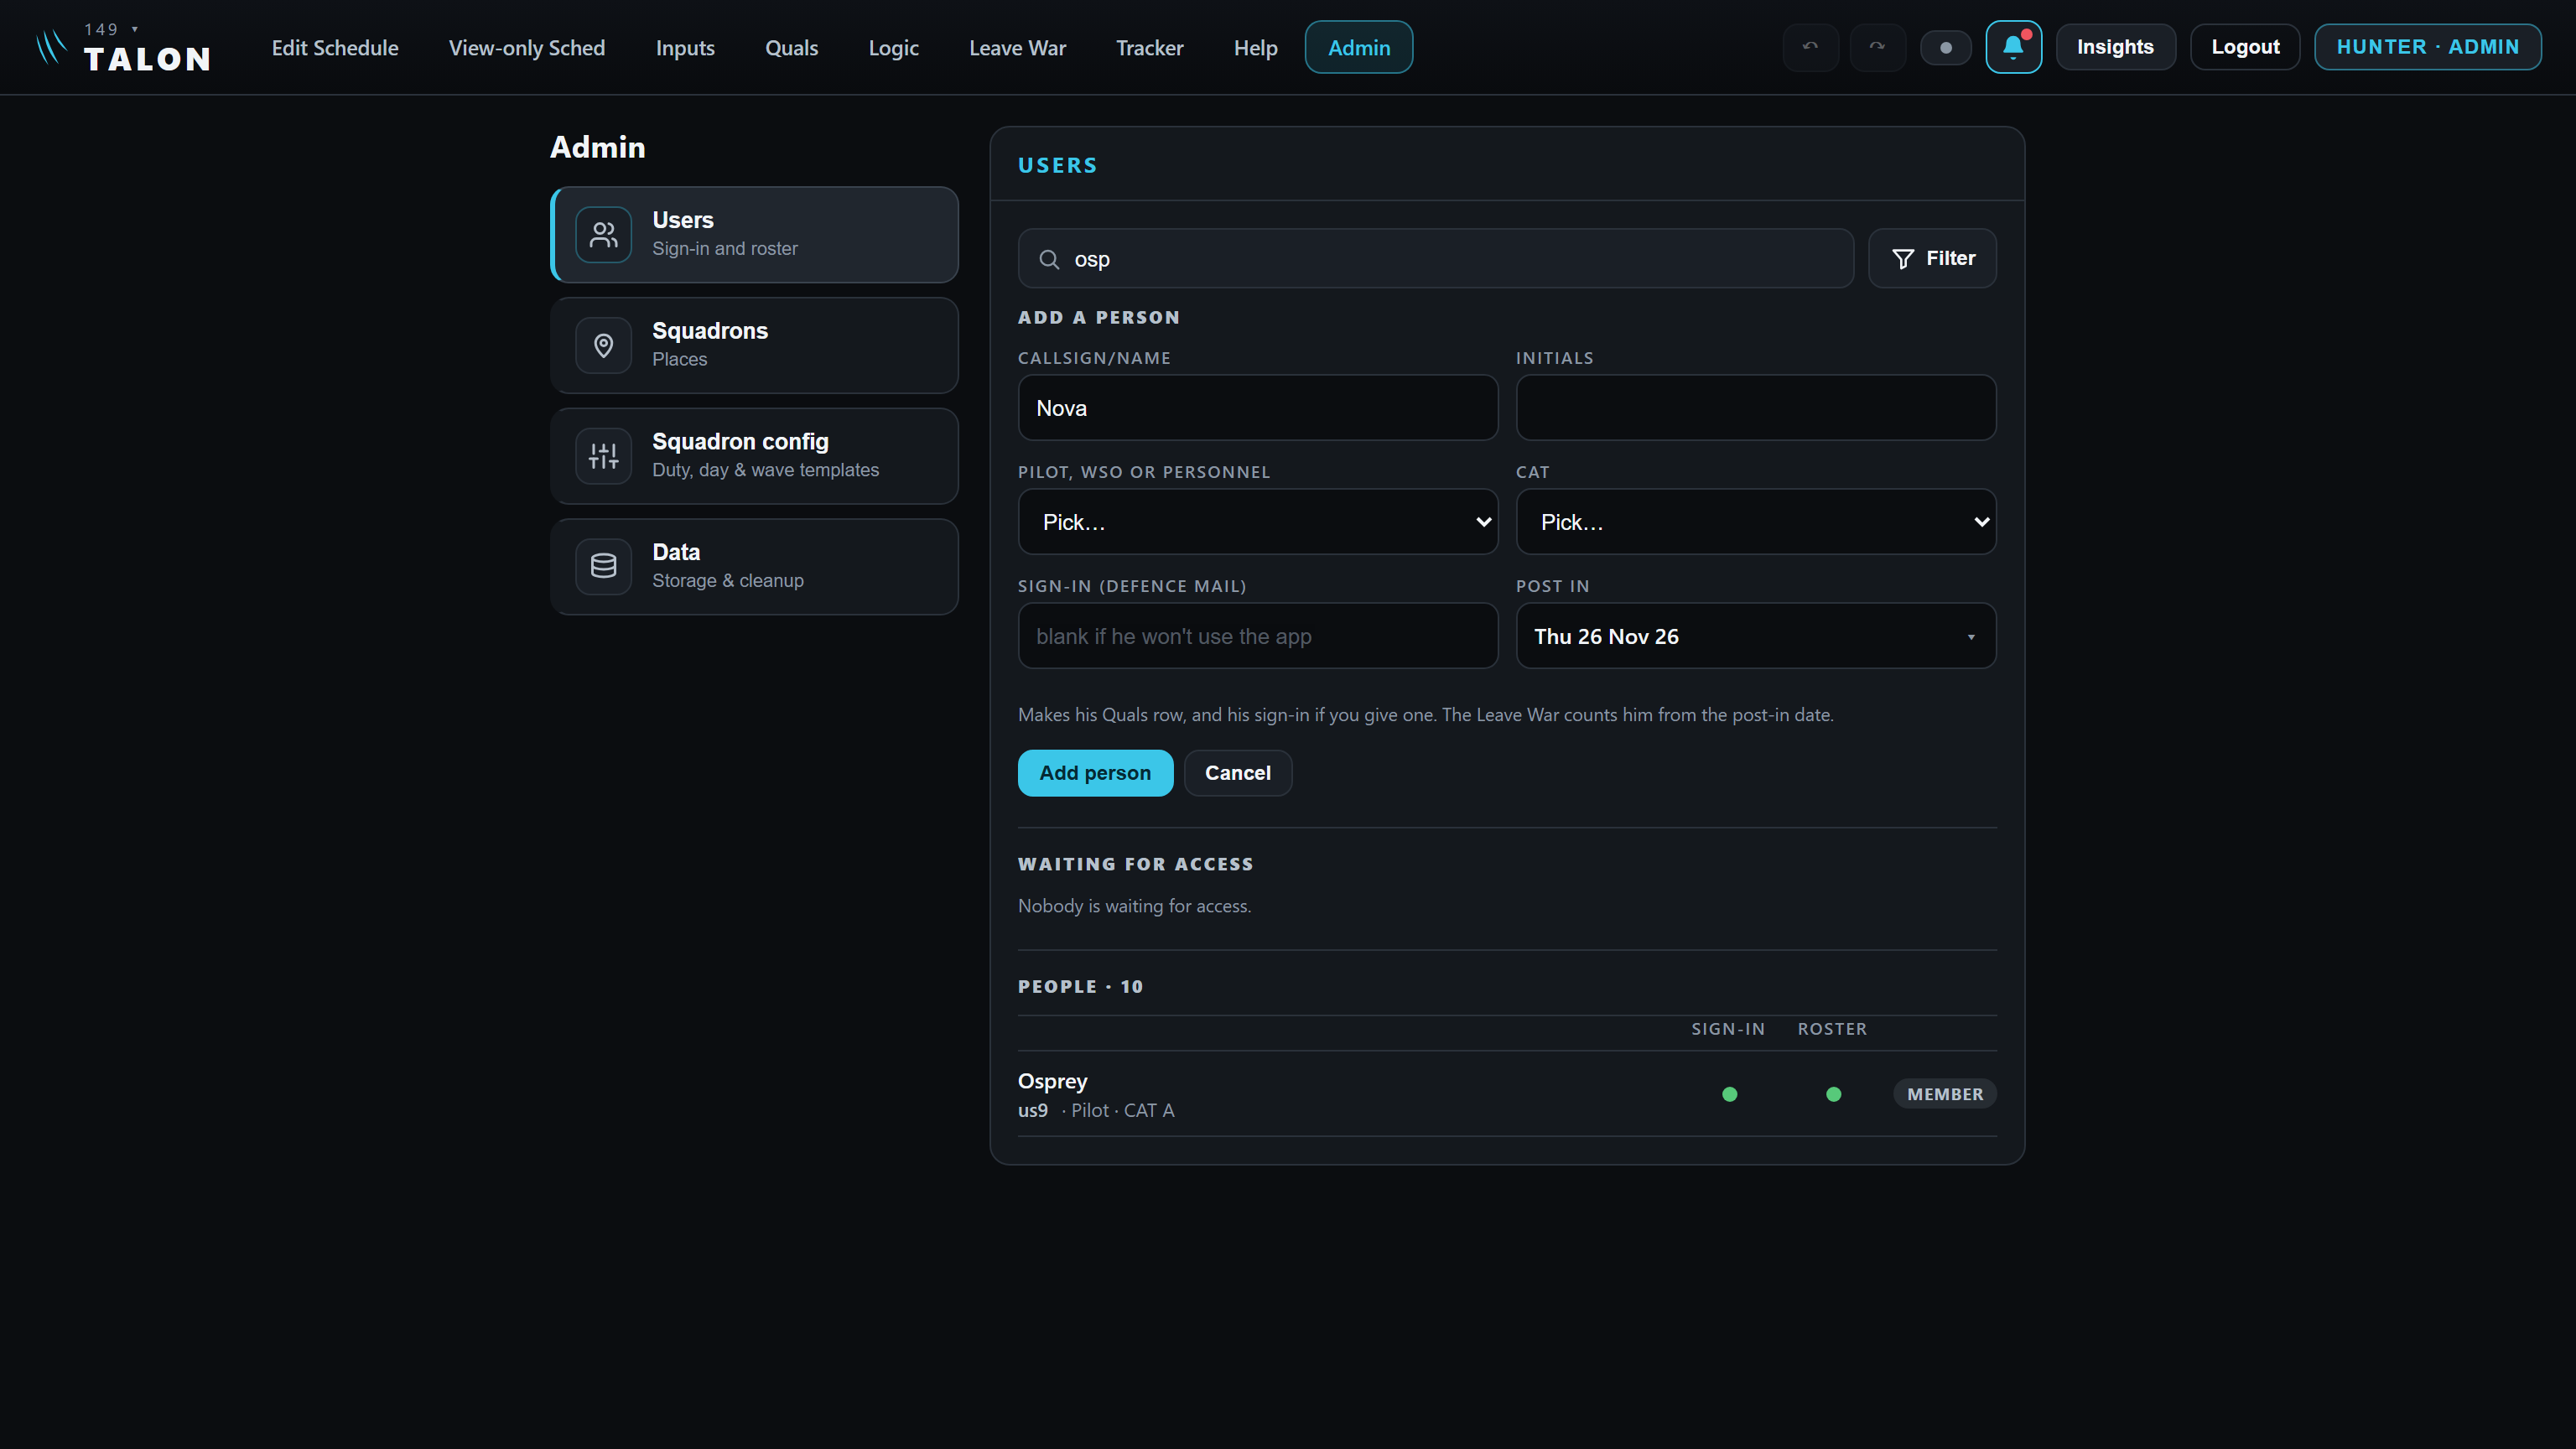 149 ▾
TALON
Edit Schedule
View-only Sched
Inputs
Quals
Logic
Leave War
Tracker
Help
Admin
Insights
Logout
HUNTER · ADMIN
Admin
Users
Sign-in and roster
Squadrons
Places
Squadron config
Duty, day & wave templates
Data
Storage & cleanup
USERS
osp
Filter
ADD A PERSON
CALLSIGN/NAME
INITIALS
Nova
PILOT, WSO OR PERSONNEL
CAT
Pick…
Pick…
SIGN-IN (DEFENCE MAIL)
POST IN
blank if he won't use the app
Thu 26 Nov 26
Makes his Quals row, and his sign-in if you give one. The Leave War counts him from the post-in date.
Add person
Cancel
WAITING FOR ACCESS
Nobody is waiting for access.
PEOPLE · 10
SIGN-IN
ROSTER
Osprey
us9 · Pilot · CAT A
MEMBER